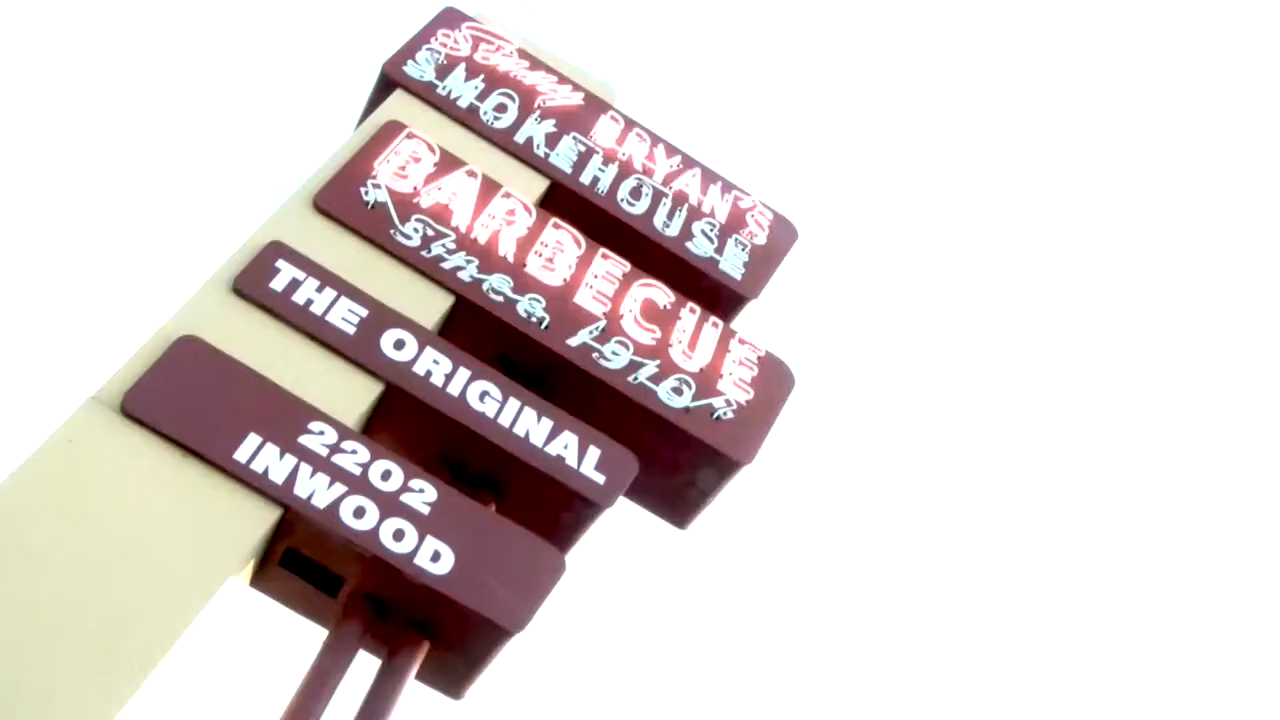 Sonny BRYAN'S
SMOKEHOUSE
BARBECUE
Since 1910
THE ORIGINAL
2202
INWOOD